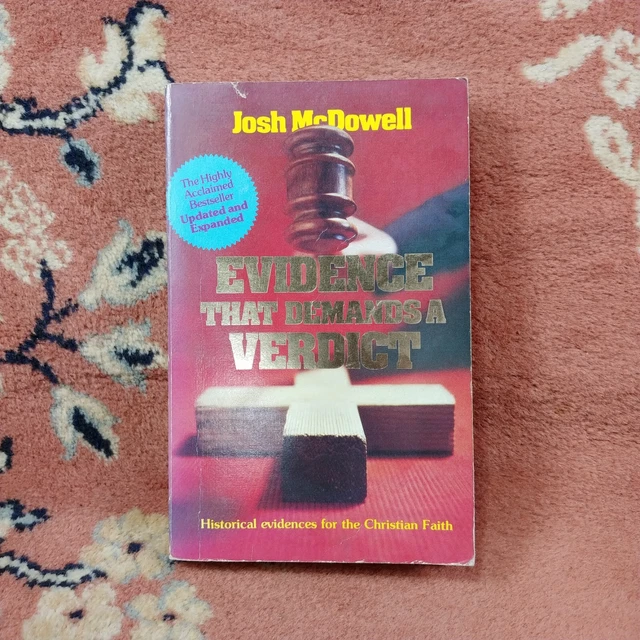 Josh McDowell
The Highly
Acclaimed
Bestseller
Updated and
Expanded
EVIDENCE
THAT DEMANDS A
VERDICT
Historical evidences for the Christian Faith